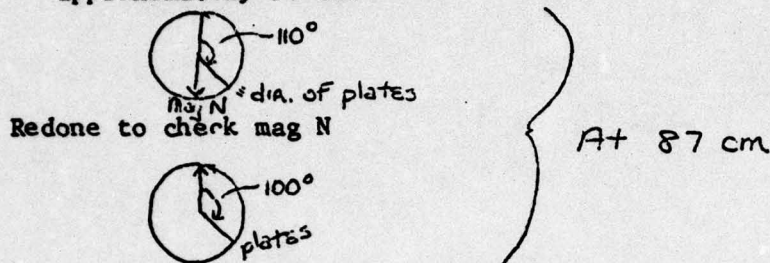 110°
Mag N
dia. of plates
Redone to check mag N
At 87 cm
100°
plates